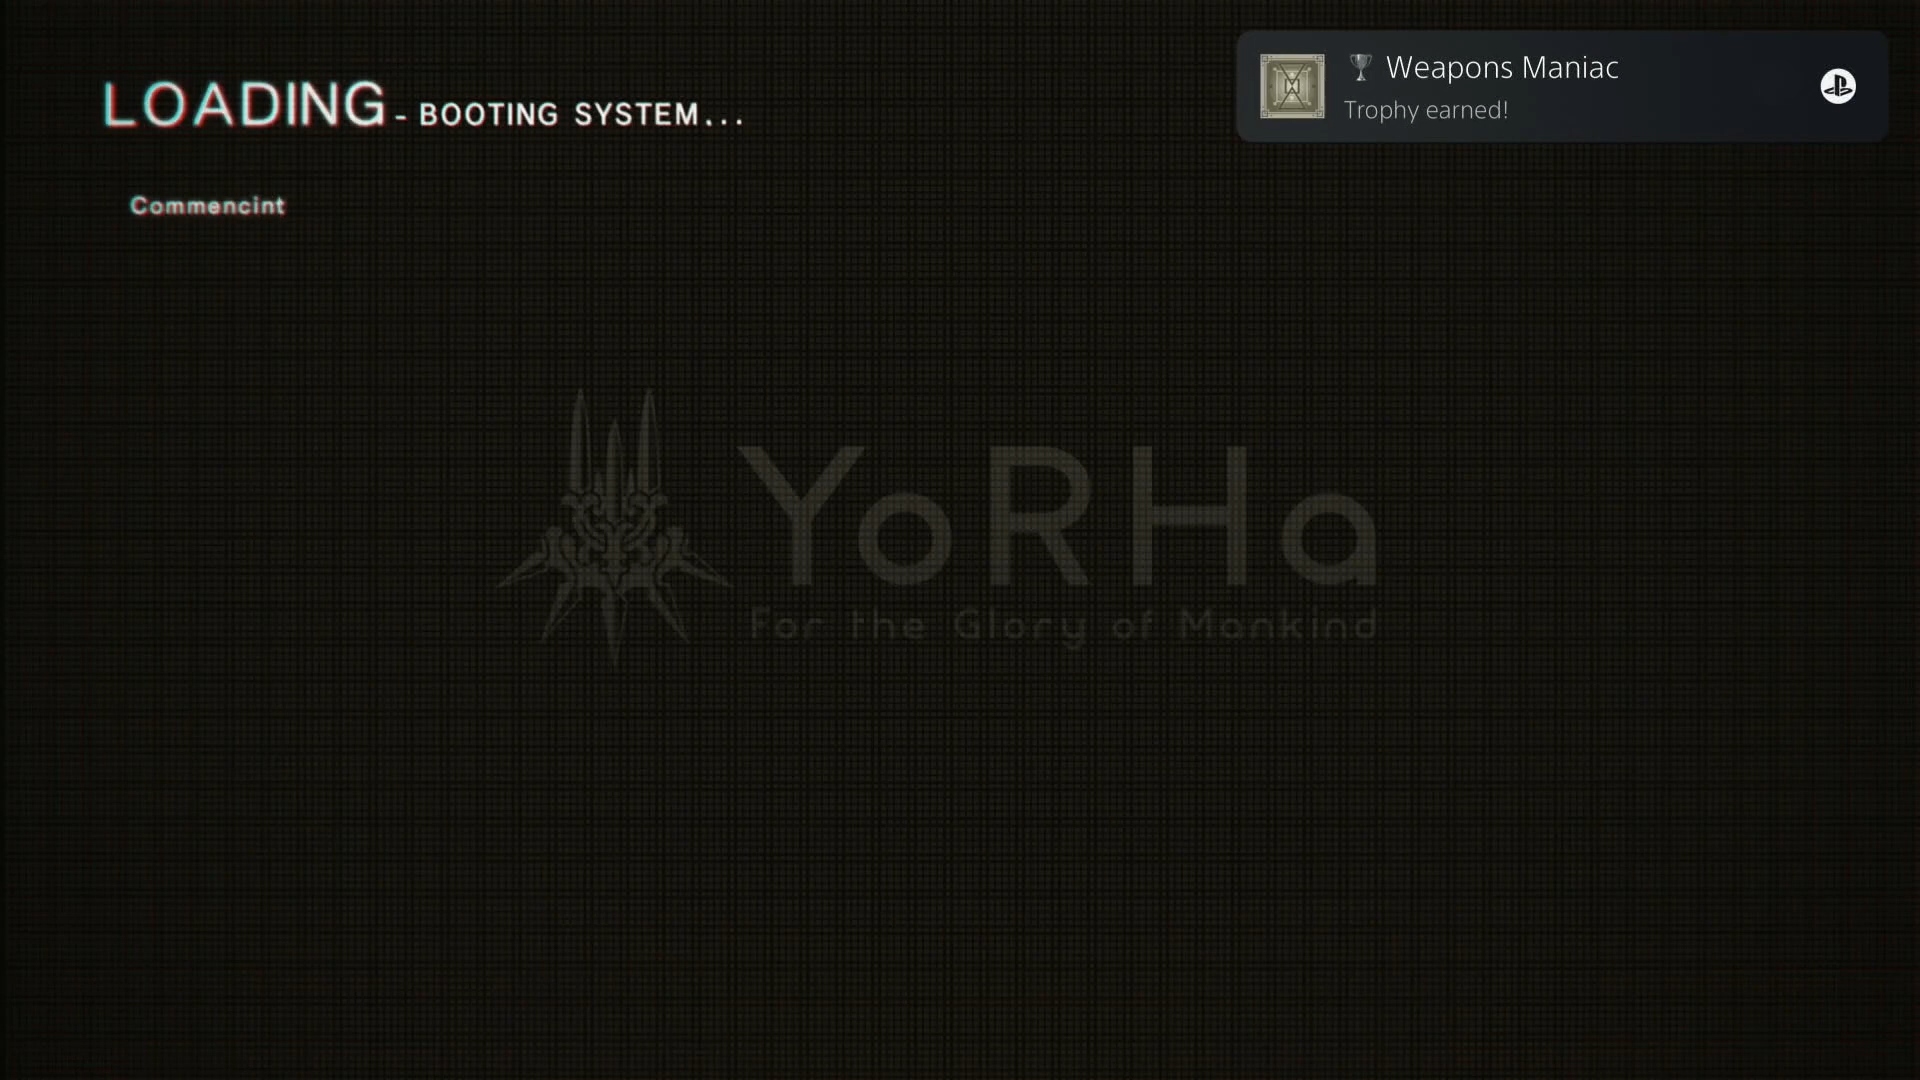 LOADING - BOOTING SYSTEM...
Weapons Maniac
Trophy earned!
Commencint
YoRHa
For the Glory of Mankind